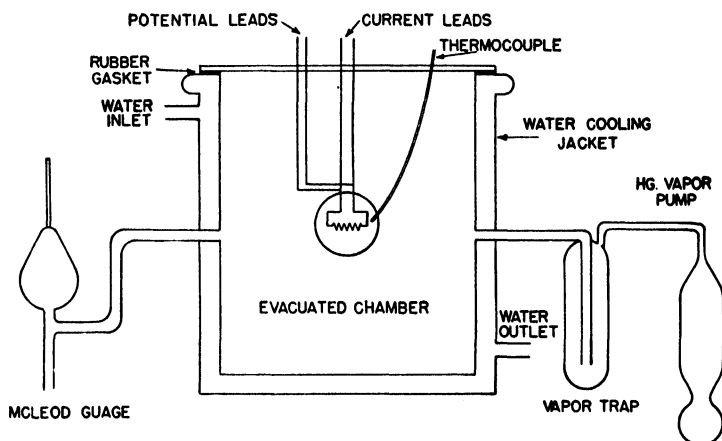 POTENTIAL LEADS
CURRENT LEADS
THERMOCOUPLE
RUBBER
GASKET
WATER
INLET
WATER COOLING
JACKET
HG. VAPOR
PUMP
EVACUATED CHAMBER
WATER
OUTLET
MCLEOD GUAGE
VAPOR TRAP